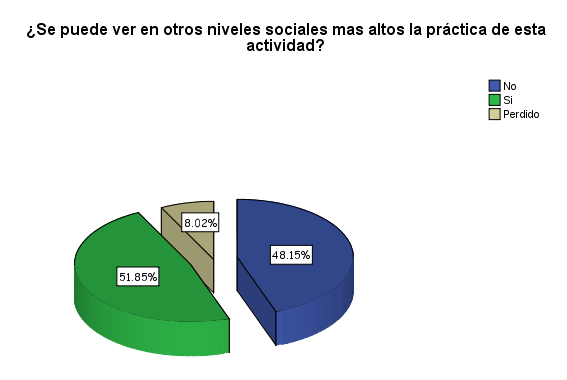 ¿Se puede ver en otros niveles sociales mas altos la práctica de esta
actividad?
No
Si
Perdido
8.02%
48.15%
51.85%